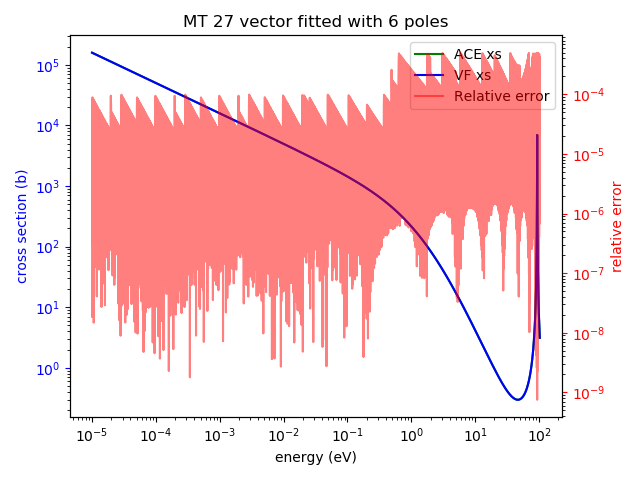 MT 27 vector fitted with 6 poles
ACE xs
VF xs
Relative error
10^5
10^4
10^3
10^2
10^1
10^0
cross section (b)
10^-4
10^-5
10^-6
10^-7
10^-8
10^-9
relative error
10^-5 10^-4 10^-3 10^-2 10^-1 10^0 10^1 10^2
energy (eV)